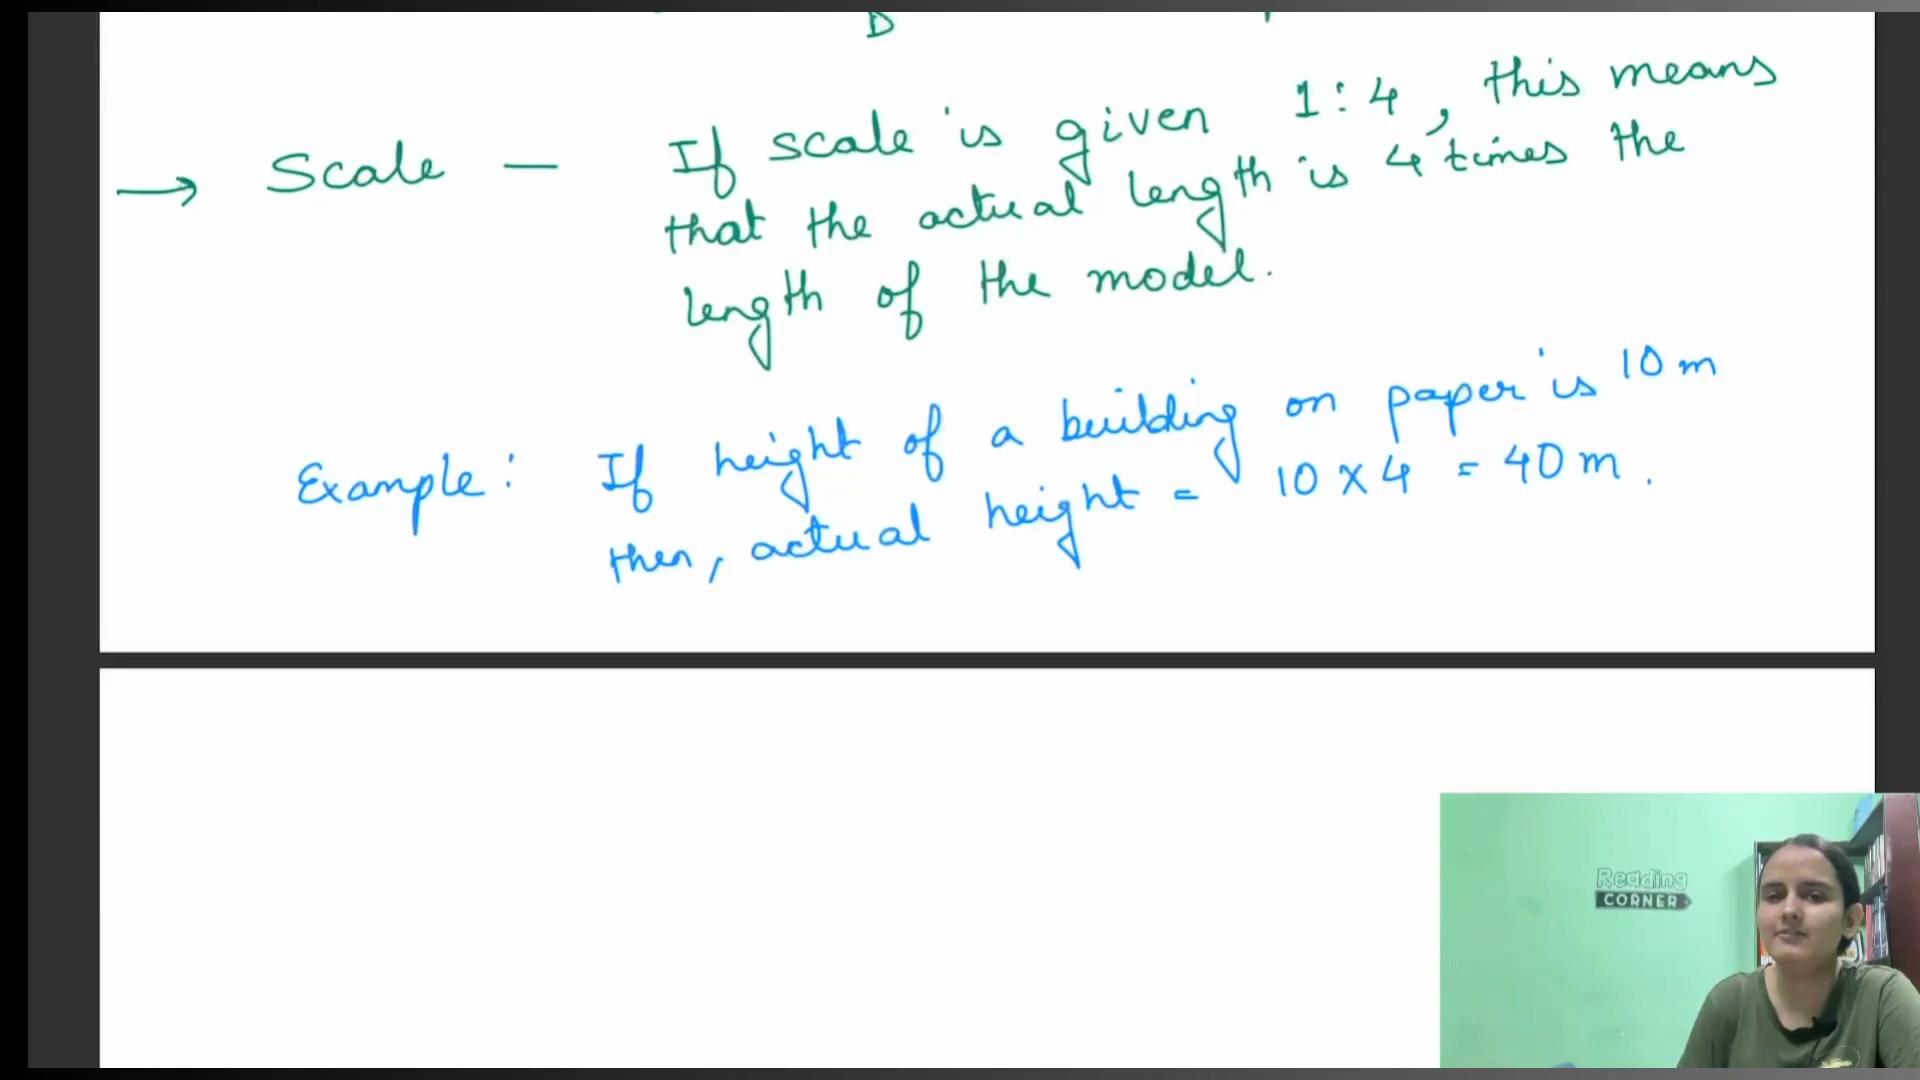 D
→ Scale — If scale is given 1:4, this means
that the actual length is 4 times the
length of the model.
Example: If height of a building on paper is 10 m
then, actual height = 10 x 4 = 40 m.
Reading
CORNER